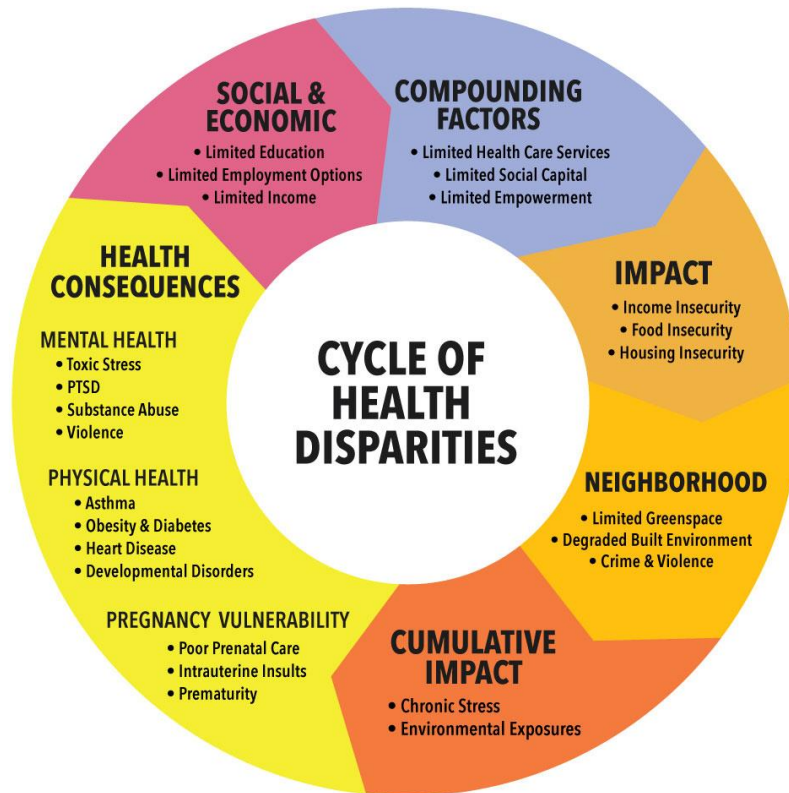 SOCIAL &
ECONOMIC
• Limited Education
• Limited Employment Options
• Limited Income
COMPOUNDING
FACTORS
• Limited Health Care Services
• Limited Social Capital
• Limited Empowerment
IMPACT
• Income Insecurity
• Food Insecurity
• Housing Insecurity
NEIGHBORHOOD
• Limited Greenspace
• Degraded Built Environment
• Crime & Violence
CUMULATIVE
IMPACT
• Chronic Stress
• Environmental Exposures
HEALTH
CONSEQUENCES
MENTAL HEALTH
• Toxic Stress
• PTSD
• Substance Abuse
• Violence
PHYSICAL HEALTH
• Asthma
• Obesity & Diabetes
• Heart Disease
• Developmental Disorders
PREGNANCY VULNERABILITY
• Poor Prenatal Care
• Intrauterine Insults
• Prematurity
CYCLE OF
HEALTH
DISPARITIES